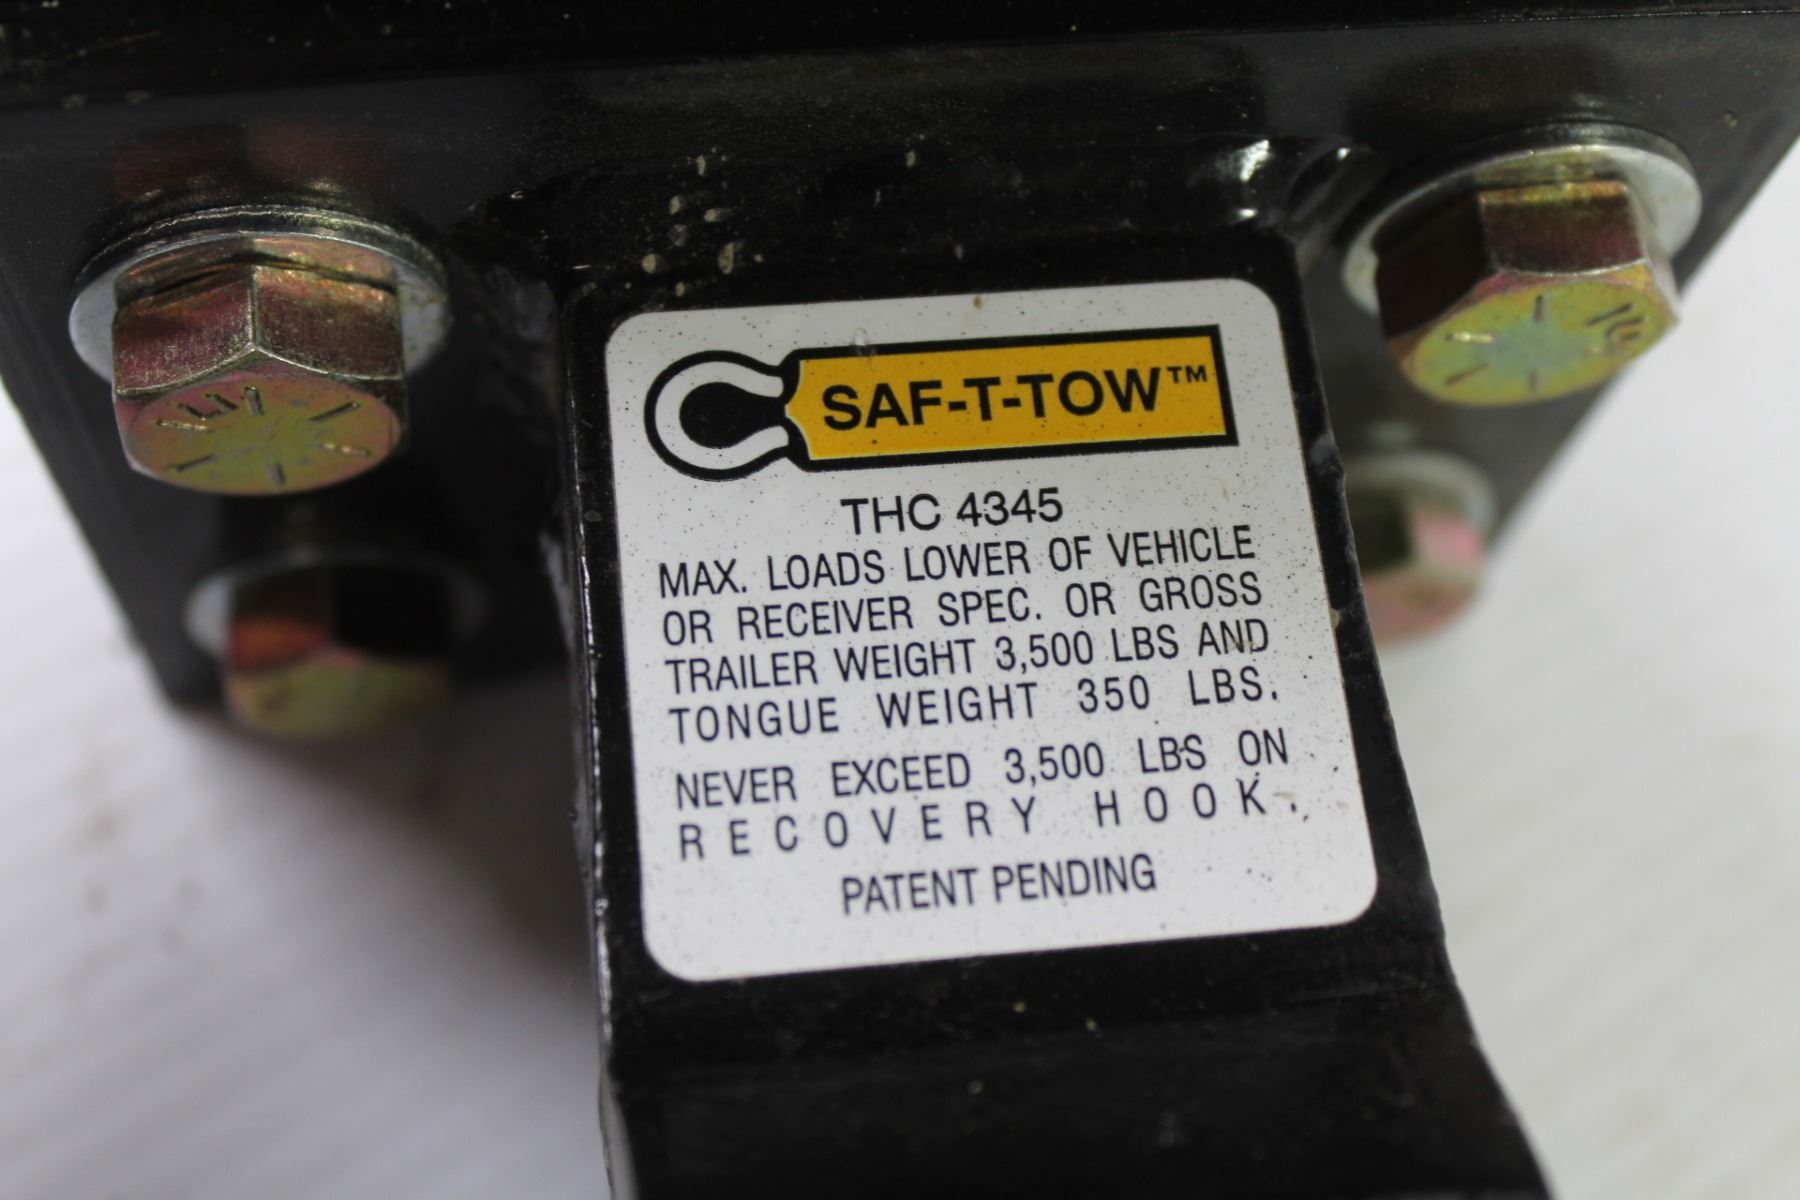 SAF-T-TOW™
THC 4345
MAX. LOADS LOWER OF VEHICLE
OR RECEIVER SPEC. OR GROSS
TRAILER WEIGHT 3,500 LBS AND
TONGUE WEIGHT 350 LBS.
NEVER EXCEED 3,500 LBS ON
RECOVERY HOOK.
PATENT PENDING